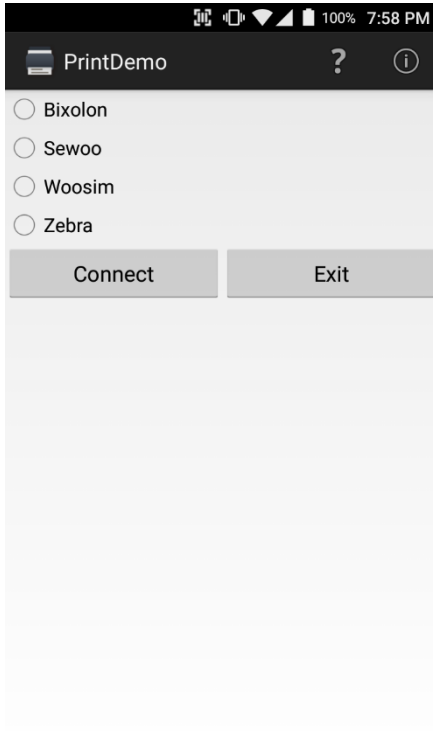 100% 7:58 PM
PrintDemo ?
Bixolon
Sewoo
Woosim
Zebra
Connect Exit